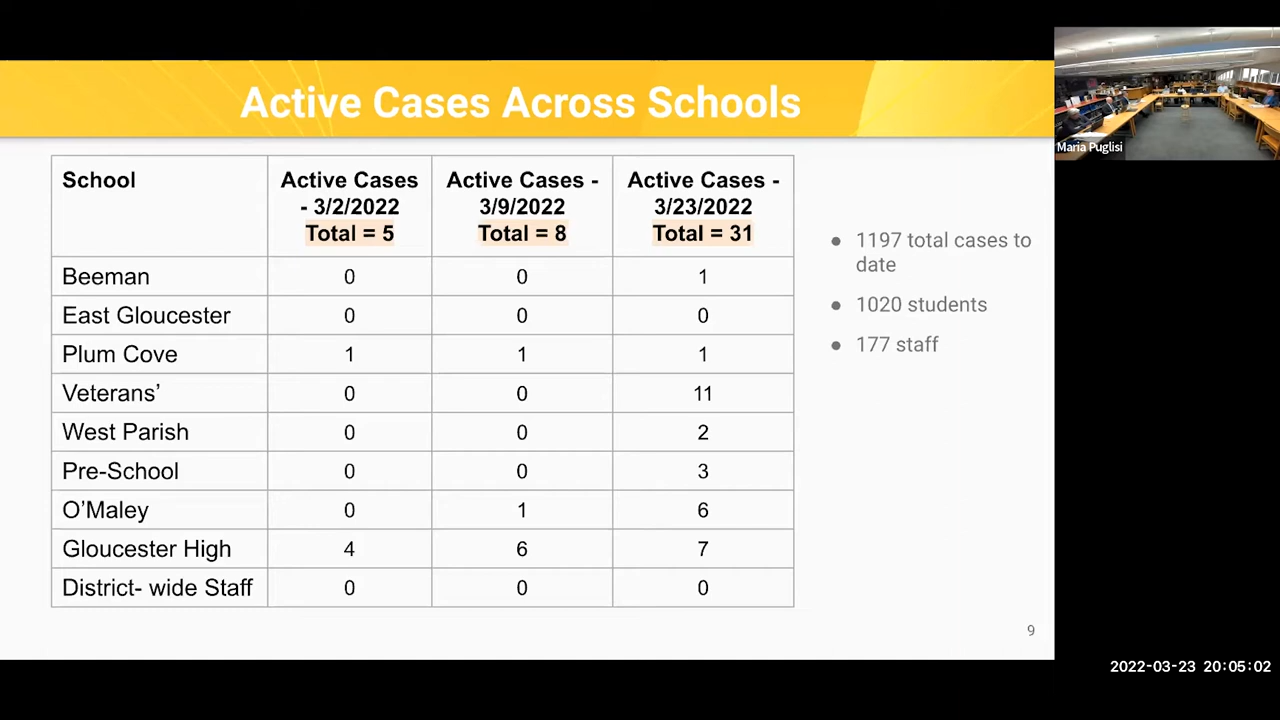 Active Cases Across Schools
School
Active Cases
- 3/2/2022
Total = 5
Active Cases -
3/9/2022
Total = 8
Active Cases -
3/23/2022
Total = 31
Beeman 0 0 1
East Gloucester 0 0 0
Plum Cove 1 1 1
Veterans’ 0 0 11
West Parish 0 0 2
Pre-School 0 0 3
O’Maley 0 1 6
Gloucester High 4 6 7
District- wide Staff 0 0 0
● 1197 total cases to
date
● 1020 students
● 177 staff
9
Maria Puglisi
2022-03-23 20:05:02